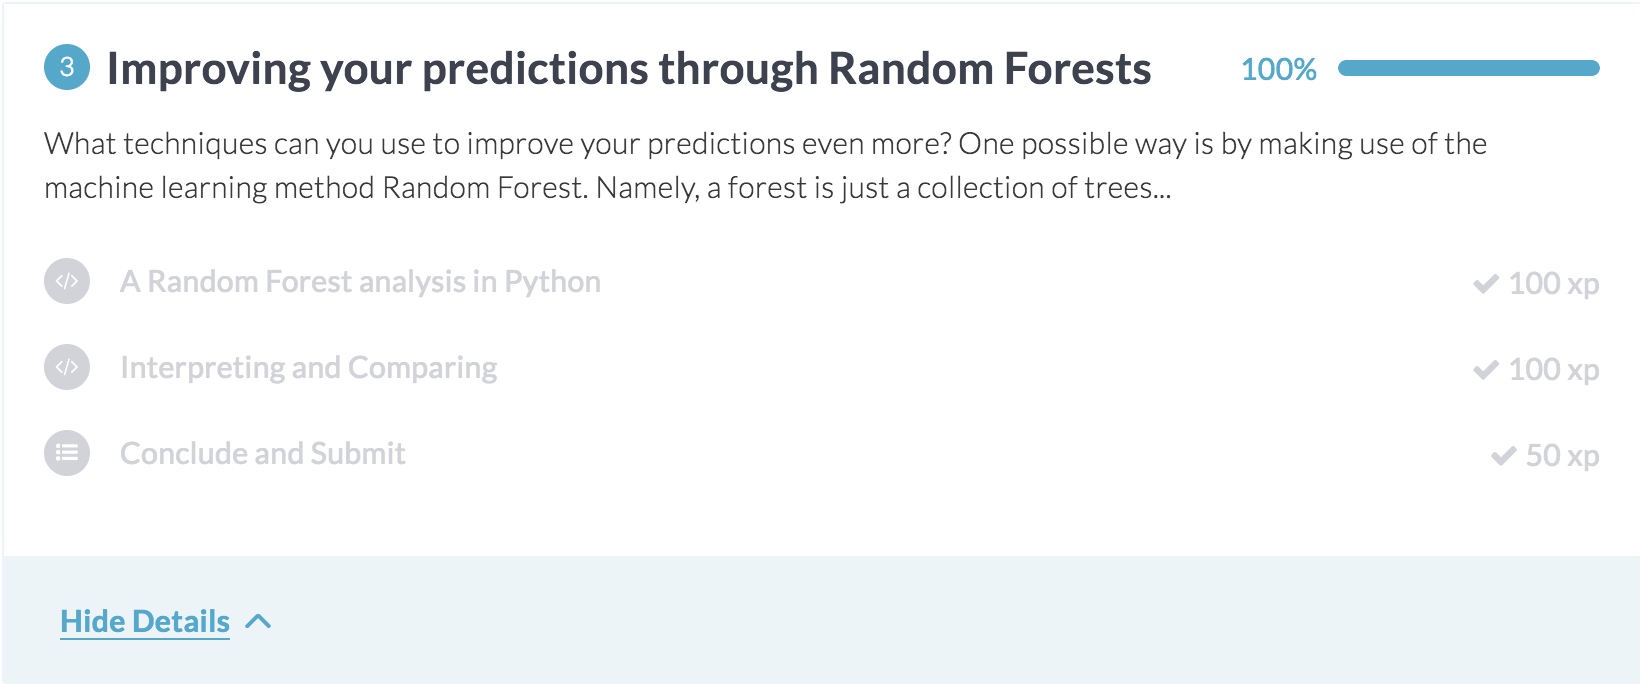 3 Improving your predictions through Random Forests 100%
What techniques can you use to improve your predictions even more? One possible way is by making use of the
machine learning method Random Forest. Namely, a forest is just a collection of trees...
</> A Random Forest analysis in Python 100 xp
</> Interpreting and Comparing 100 xp
Conclude and Submit 50 xp
Hide Details